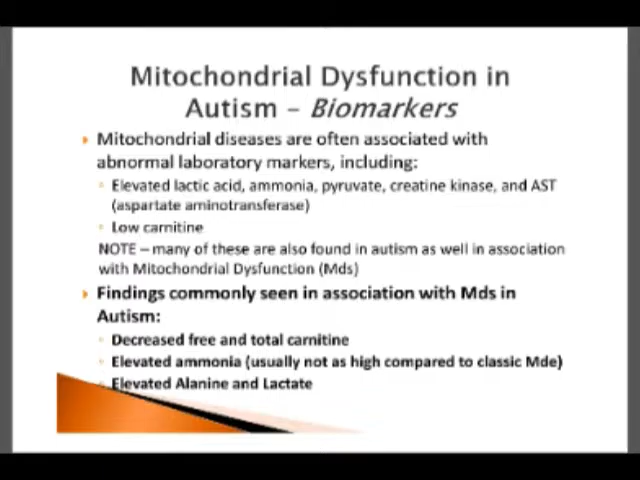 Mitochondrial Dysfunction in
Autism – Biomarkers
Mitochondrial diseases are often associated with
abnormal laboratory markers, including:
Elevated lactic acid, ammonia, pyruvate, creatine kinase, and AST
(aspartate aminotransferase)
Low carnitine
NOTE – many of these are also found in autism as well in association
with Mitochondrial Dysfunction (Mds)
Findings commonly seen in association with Mds in
Autism:
Decreased free and total carnitine
Elevated ammonia (usually not as high compared to classic Mde)
Elevated Alanine and Lactate